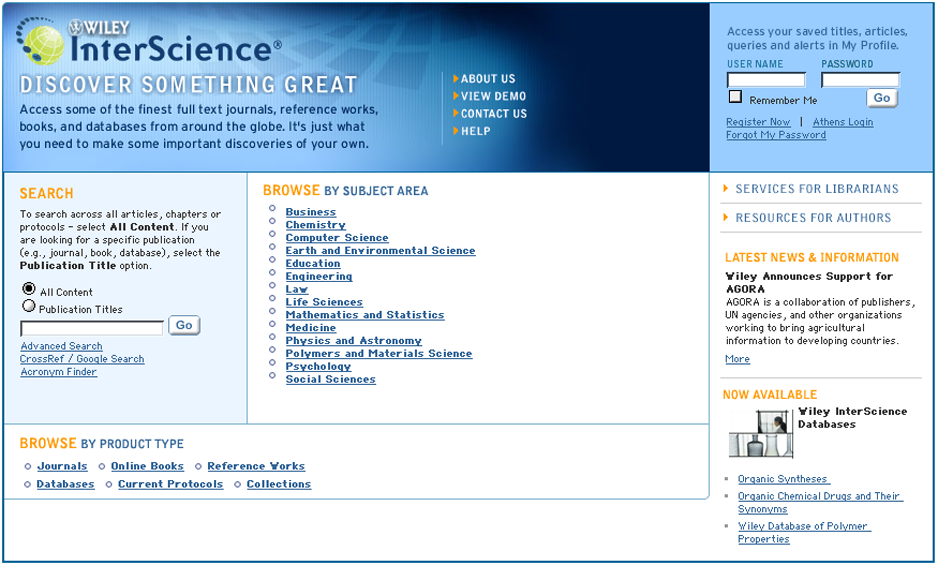 WILEY
InterScience®
DISCOVER SOMETHING GREAT
Access some of the finest full text journals, reference works,
books, and databases from around the globe. It's just what
you need to make some important discoveries of your own.
ABOUT US
VIEW DEMO
CONTACT US
HELP
Access your saved titles, articles,
queries and alerts in My Profile.
USER NAME PASSWORD
Remember Me Go
Register Now | Athens Login
Forgot My Password
SEARCH
To search across all articles, chapters or
protocols - select All Content. If you
are looking for a specific publication
(e.g., journal, book, database), select the
Publication Title option.
All Content
Publication Titles
Go
Advanced Search
CrossRef / Google Search
Acronym Finder
BROWSE BY SUBJECT AREA
Business
Chemistry
Computer Science
Earth and Environmental Science
Education
Engineering
Law
Life Sciences
Mathematics and Statistics
Medicine
Physics and Astronomy
Polymers and Materials Science
Psychology
Social Sciences
BROWSE BY PRODUCT TYPE
Journals Online Books Reference Works
Databases Current Protocols Collections
SERVICES FOR LIBRARIANS
RESOURCES FOR AUTHORS
LATEST NEWS & INFORMATION
Wiley Announces Support for
AGORA
AGORA is a collaboration of publishers,
UN agencies, and other organizations
working to bring agricultural
information to developing countries.
More
NOW AVAILABLE
Wiley InterScience
Databases
Organic Syntheses
Organic Chemical Drugs and Their
Synonyms
Wiley Database of Polymer
Properties